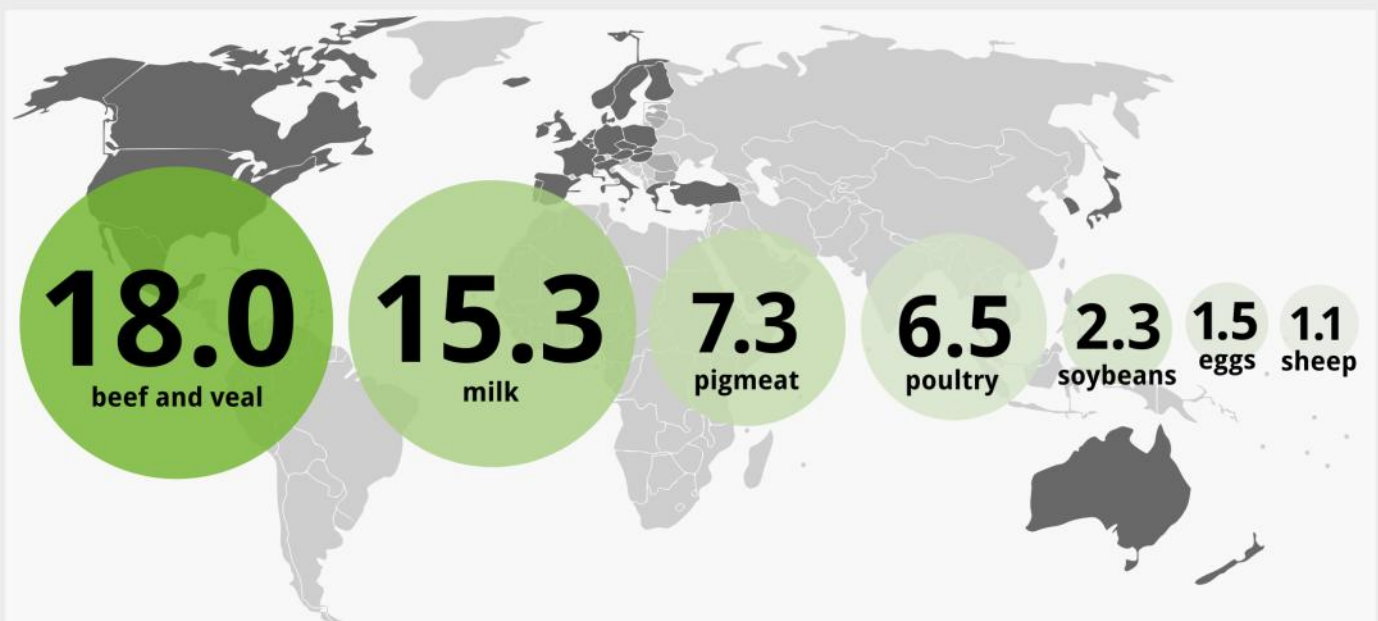 18.0
beef and veal
15.3
milk
7.3
pigmeat
6.5
poultry
2.3
soybeans
1.5
eggs
1.1
sheep